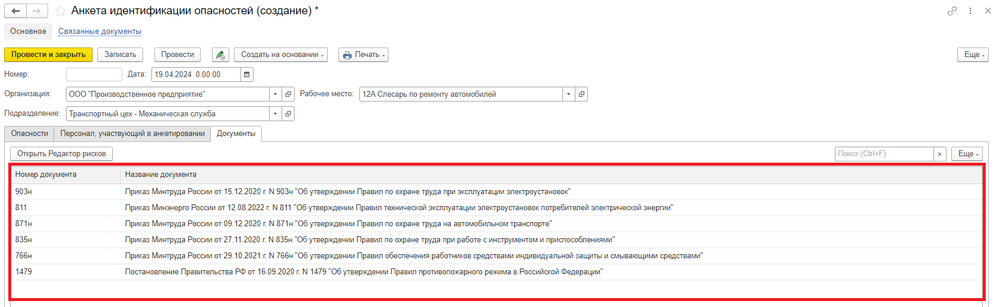 Анкета идентификации опасностей (создание) *
Основное Связанные документы
Провести и закрыть Записать Провести Создать на основании Печать Еще
Номер: Дата: 19.04.2024 0:00:00
Организация: ООО "Производственное предприятие" Рабочее место: 12А Слесарь по ремонту автомобилей
Подразделение: Транспортный цех - Механическая служба
Опасности Персонал, участвующий в анкетировании Документы
Открыть Редактор рисков Поиск (Ctrl+F) × Еще
Номер документа Название документа
903н Приказ Минтруда России от 15.12.2020 г. N 903н "Об утверждении Правил по охране труда при эксплуатации электроустановок"
811 Приказ Минэнерго России от 12.08.2022 г. N 811 "Об утверждении Правил технической эксплуатации электроустановок потребителей электрической энергии"
871н Приказ Минтруда России от 09.12.2020 г. N 871н "Об утверждении Правил по охране труда на автомобильном транспорте"
835н Приказ Минтруда России от 27.11.2020 г. N 835н "Об утверждении Правил по охране труда при работе с инструментом и приспособлениями"
766н Приказ Минтруда России от 29.10.2021 г. N 766н "Об утверждении Правил обеспечения работников средствами индивидуальной защиты и смывающими средствами"
1479 Постановление Правительства РФ от 16.09.2020 г. N 1479 "Об утверждении Правил противопожарного режима в Российской Федерации"